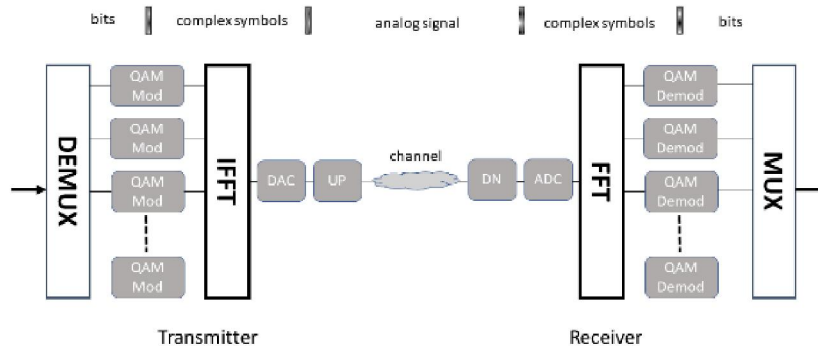 bits
complex symbols
analog signal
complex symbols
bits
DEMUX
QAM
Mod
QAM
Mod
QAM
Mod
QAM
Mod
IFFT
DAC
UP
channel
DN
ADC
FFT
QAM
Demod
QAM
Demod
QAM
Demod
QAM
Demod
MUX
Transmitter
Receiver